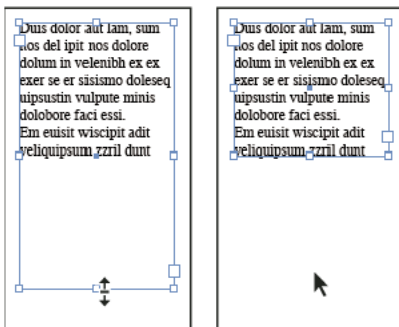 Duis dolor aut lam, sum
nos del ipit nos dolore
dolum in velenibh ex ex
exer se er sisismo doleseq
uipsustin vulpute minis
dolobore faci essi.
Em euisit wiscipit adit
veliquipsum zzril dunt
Duis dolor aut lam, sum
nos del ipit nos dolore
dolum in velenibh ex ex
exer se er sisismo doleseq
uipsustin vulpute minis
dolobore faci essi.
Em euisit wiscipit adit
veliquipsum zzril dunt